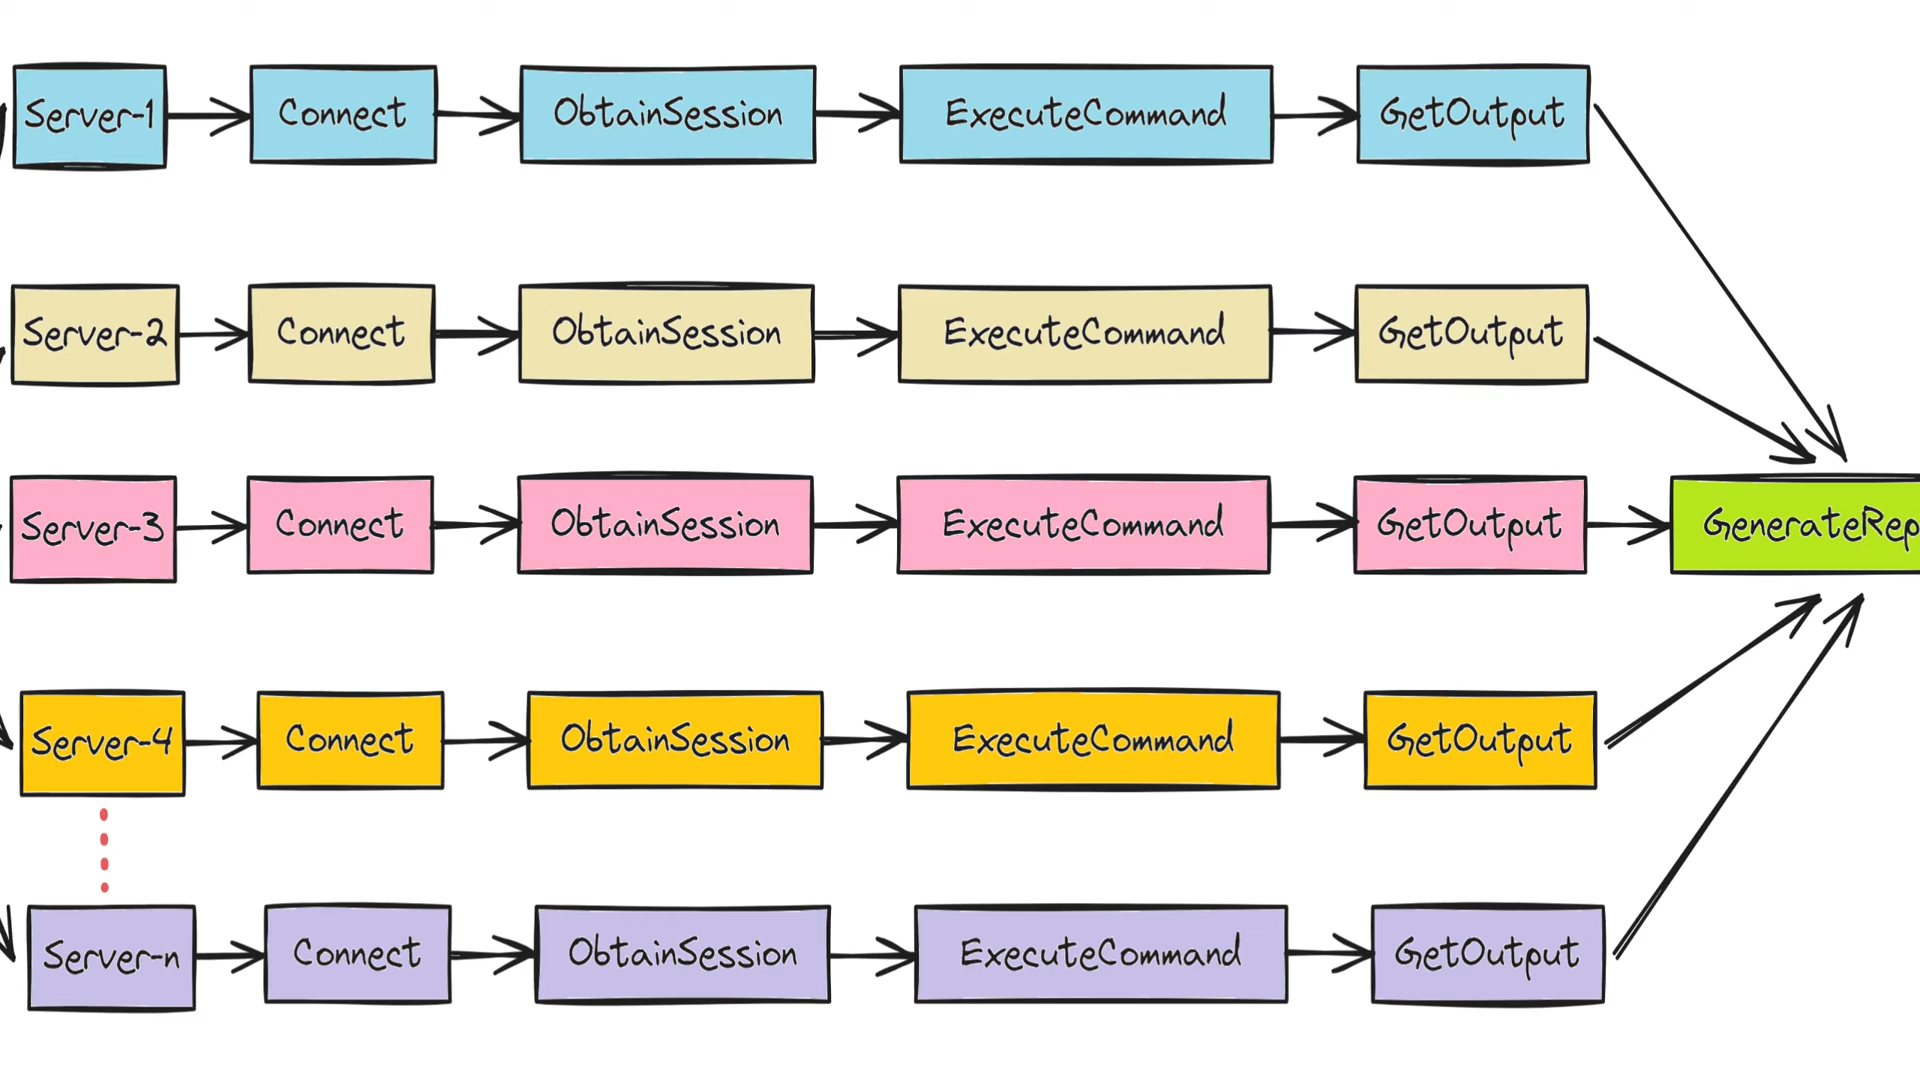 Server-1 Connect ObtainSession ExecuteCommand GetOutput
Server-2 Connect ObtainSession ExecuteCommand GetOutput
Server-3 Connect ObtainSession ExecuteCommand GetOutput GenerateRep
Server-4 Connect ObtainSession ExecuteCommand GetOutput
Server-n Connect ObtainSession ExecuteCommand GetOutput